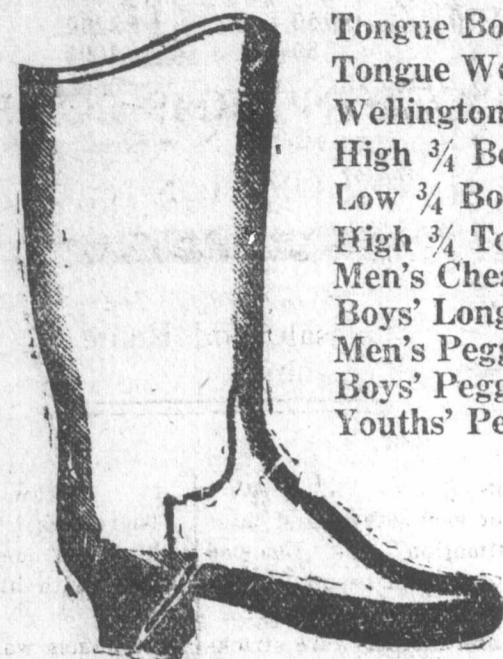 Tongue Bo
Tongue We
Wellington
High ¾ Bo
Low ¾ Bo
High ¾ To
Men's Ches
Boys' Long
Men's Pegg
Boys' Pegg
Youths' Pe